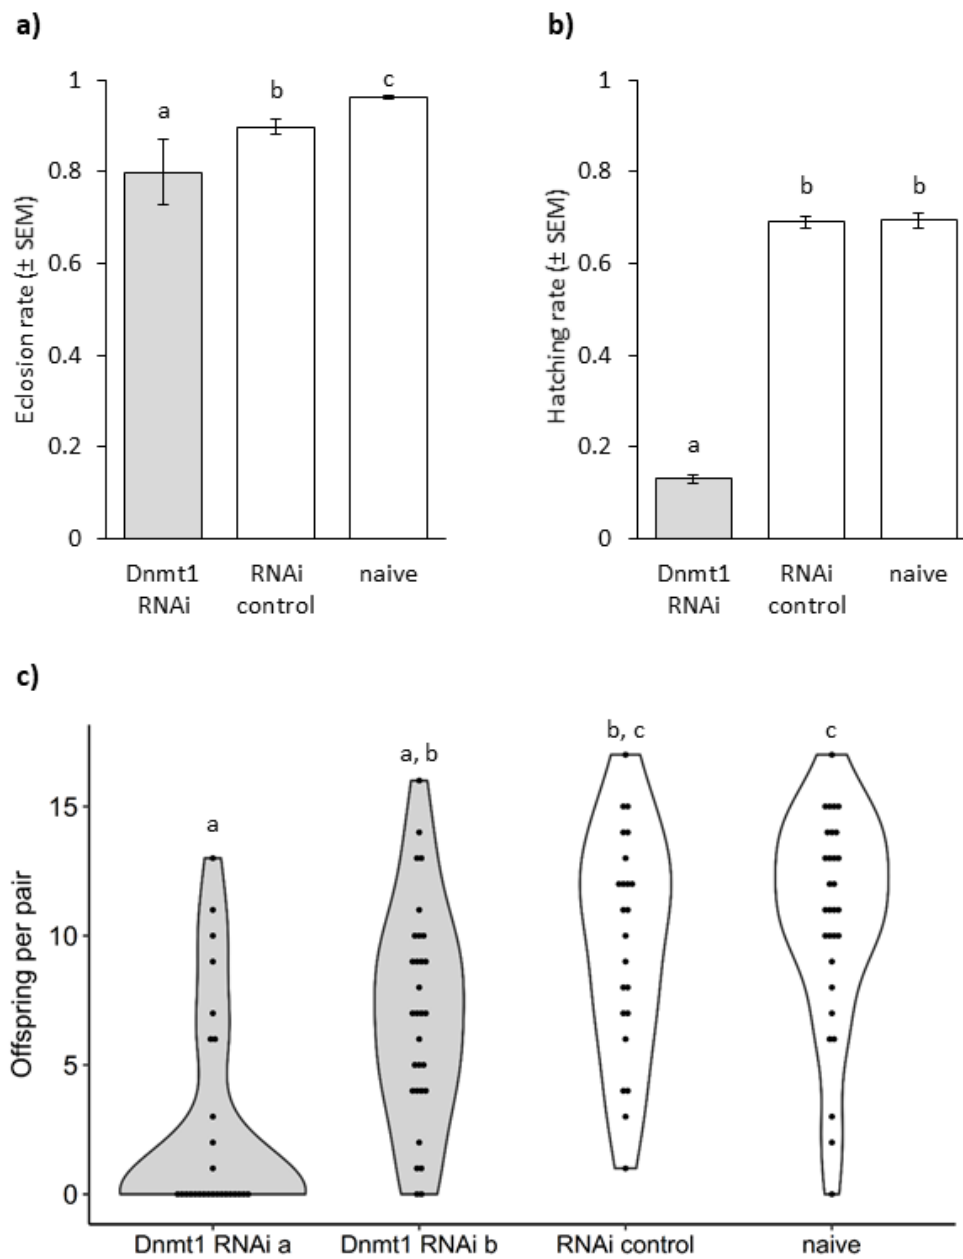 a)
Eclosion rate (± SEM)
1
0.8
0.6
0.4
0.2
0
a
b
c
Dnmt1
RNAi
RNAi
control
naive
b)
Hatching rate (± SEM)
1
0.8
0.6
0.4
0.2
0
a
b
b
Dnmt1
RNAi
RNAi
control
naive
c)
Offspring per pair
15
10
5
0
a
a, b
b, c
c
Dnmt1 RNAi a
Dnmt1 RNAi b
RNAi control
naive